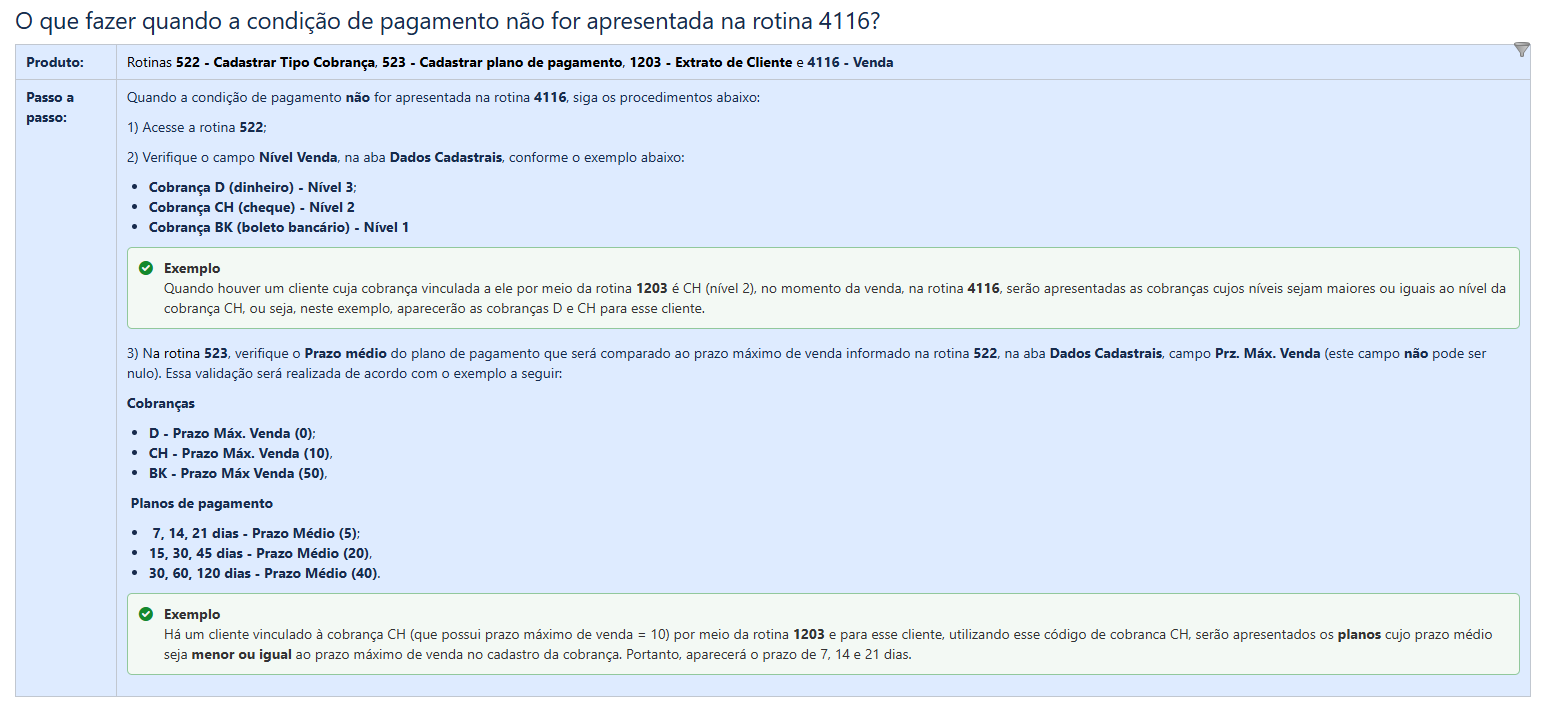 O que fazer quando a condição de pagamento não for apresentada na rotina 4116?
Produto:
Rotinas 522 - Cadastrar Tipo Cobrança, 523 - Cadastrar plano de pagamento, 1203 - Extrato de Cliente e 4116 - Venda
Passo a
passo:
Quando a condição de pagamento não for apresentada na rotina 4116, siga os procedimentos abaixo:
1) Acesse a rotina 522;
2) Verifique o campo Nível Venda, na aba Dados Cadastrais, conforme o exemplo abaixo:
• Cobrança D (dinheiro) - Nível 3;
• Cobrança CH (cheque) - Nível 2
• Cobrança BK (boleto bancário) - Nível 1
Exemplo
Quando houver um cliente cuja cobrança vinculada a ele por meio da rotina 1203 é CH (nível 2), no momento da venda, na rotina 4116, serão apresentadas as cobranças cujos níveis sejam maiores ou iguais ao nível da
cobrança CH, ou seja, neste exemplo, aparecerão as cobranças D e CH para esse cliente.
3) Na rotina 523, verifique o Prazo médio do plano de pagamento que será comparado ao prazo máximo de venda informado na rotina 522, na aba Dados Cadastrais, campo Prz. Máx. Venda (este campo não pode ser
nulo). Essa validação será realizada de acordo com o exemplo a seguir:
Cobranças
• D - Prazo Máx. Venda (0);
• CH - Prazo Máx. Venda (10),
• BK - Prazo Máx Venda (50),
Planos de pagamento
• 7, 14, 21 dias - Prazo Médio (5);
• 15, 30, 45 dias - Prazo Médio (20),
• 30, 60, 120 dias - Prazo Médio (40).
Exemplo
Há um cliente vinculado à cobrança CH (que possui prazo máximo de venda = 10) por meio da rotina 1203 e para esse cliente, utilizando esse código de cobranca CH, serão apresentados os planos cujo prazo médio
seja menor ou igual ao prazo máximo de venda no cadastro da cobrança. Portanto, aparecerá o prazo de 7, 14 e 21 dias.